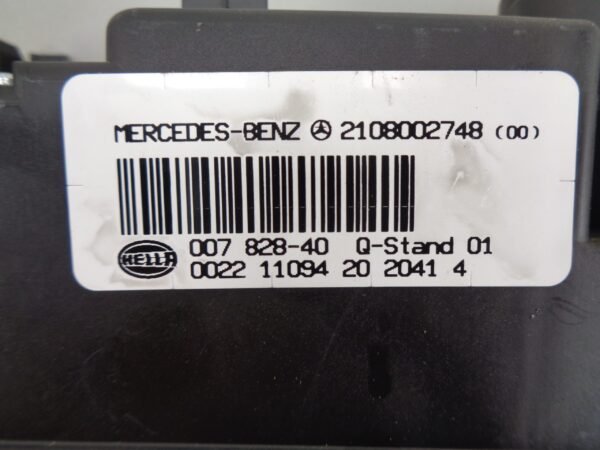 MERCEDES-BENZ 2108002748 (00)
HELLA
007 828-40 Q-Stand 01
0022 11094 20 2041 4